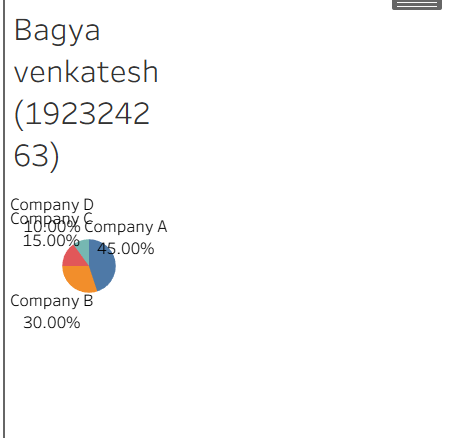 Bagya
venkatesh
(1923242
63)
Company D
10.00%
Company C
15.00%
Company A
45.00%
Company B
30.00%